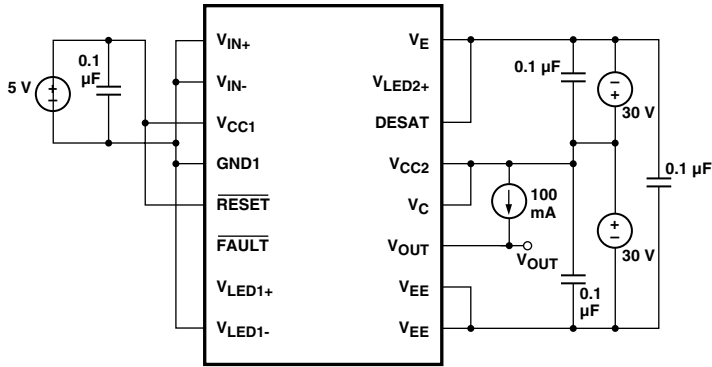 V_IN+
V_E
0.1
µF
0.1 µF
V_IN-
V_LED2+
5 V
+
−
−
+
V_CC1
DESAT
30 V
GND1
V_CC2
0.1 µF
RESET
V_C
100
mA
+
−
FAULT
V_OUT
V_OUT
30 V
V_LED1+
V_EE
0.1
µF
V_LED1-
V_EE